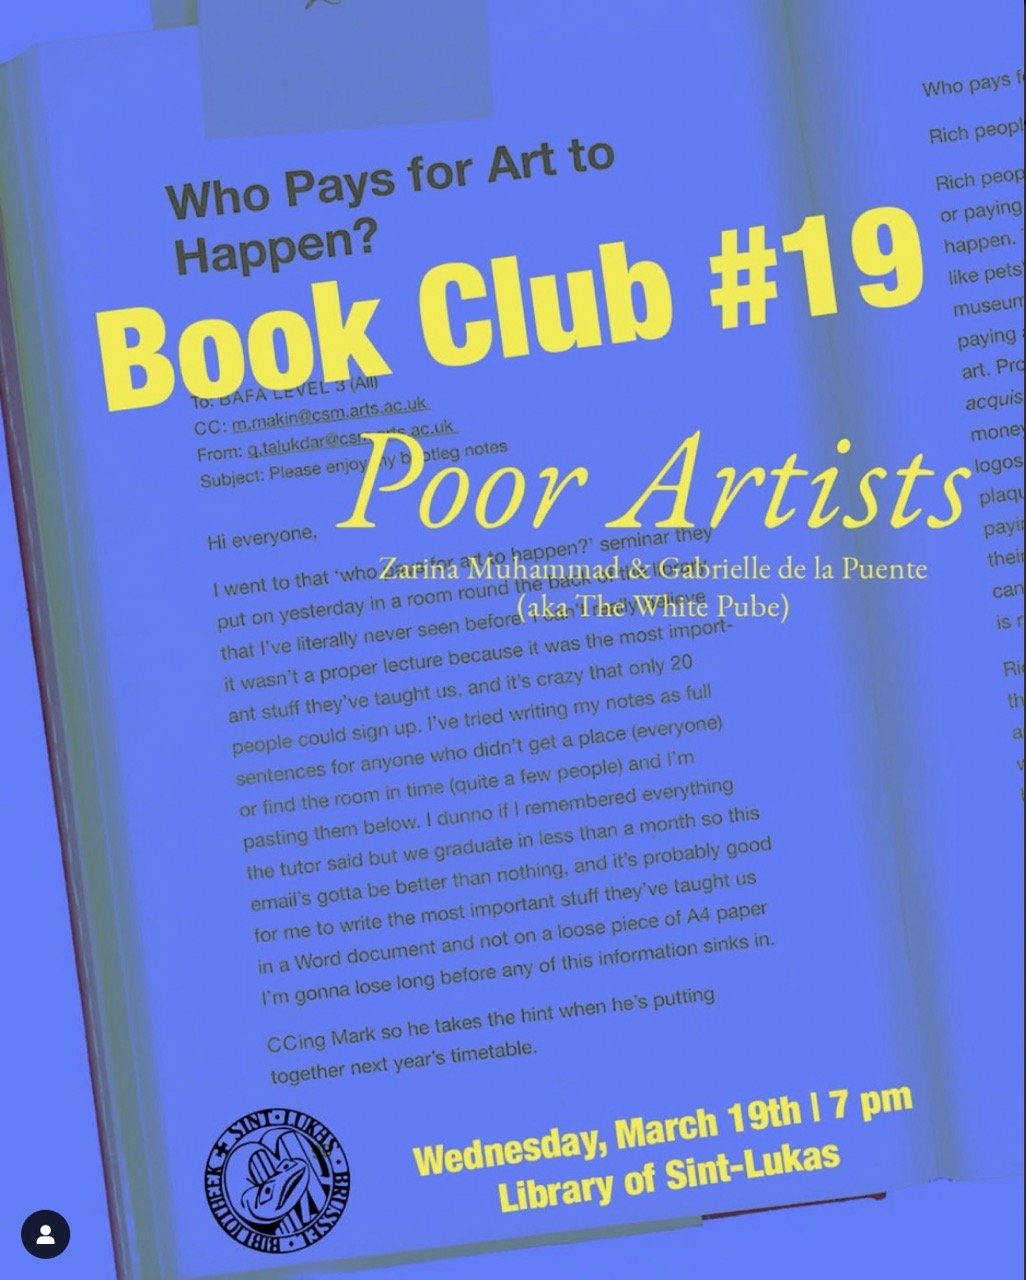 Who Pays for Art to
Happen?
Book Club #19
To: BAFA LEVEL 3 (All)
CC: m.makin@csm.arts.ac.uk
From: g.talukdar@csm.arts.ac.uk
Subject: Please enjoy my bootleg notes
Poor Artists
Zarina Muhammad & Gabrielle de la Puente
(aka The White Pube)
Hi everyone,
I went to that ‘who pays for art to happen?’ seminar they
put on yesterday in a room round the back of the library
that I’ve literally never seen before. I can’t really believe
it wasn’t a proper lecture because it was the most import-
ant stuff they’ve taught us, and it’s crazy that only 20
people could sign up. I’ve tried writing my notes as full
sentences for anyone who didn’t get a place (everyone)
or find the room in time (quite a few people) and I’m
pasting them below. I dunno if I remembered everything
the tutor said but we graduate in less than a month so this
email’s gotta be better than nothing, and it’s probably good
for me to write the most important stuff they’ve taught us
in a Word document and not on a loose piece of A4 paper
I’m gonna lose long before any of this information sinks in.
CCing Mark so he takes the hint when he’s putting
together next year’s timetable.
Who pays
Rich
Rich
or paying
happen.
like pets
paying
art.
logos
Wednesday, March 19th | 7 pm
Library of Sint-Lukas
SINT·LUKAS·BRUSSEL·BIBLIOTHEEK